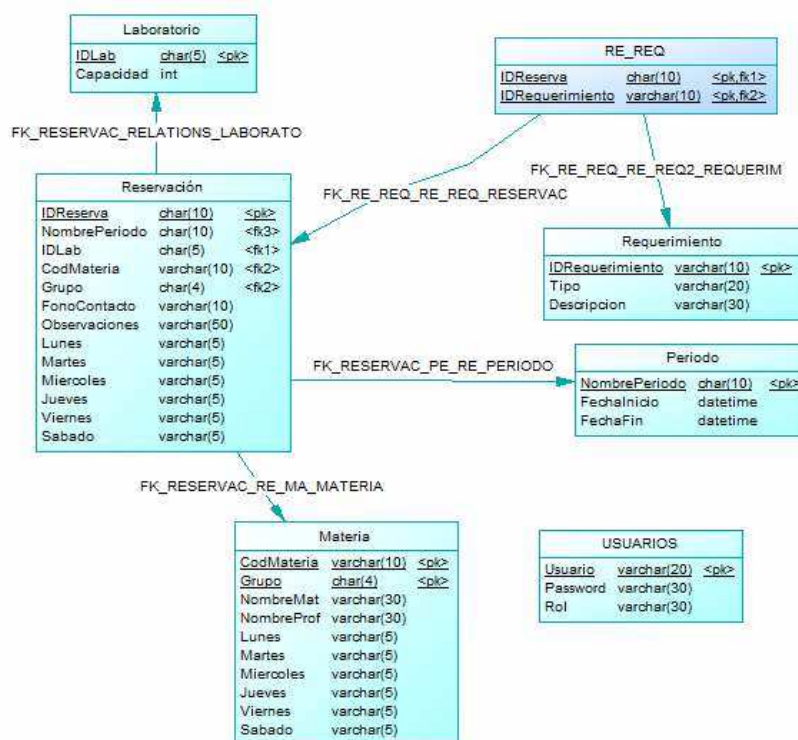 Laboratorio
IDLab char(5) <pk>
Capacidad int
FK_RESERVAC_RELATIONS_LABORATO
RE_REQ
IDReserva char(10) <pk,fk1>
IDRequerimiento varchar(10) <pk,fk2>
FK_RE_REQ_RE_REQ2_REQUERIM
FK_RE_REQ_RE_REQ_RESERVAC
Reservación
IDReserva char(10) <pk>
NombrePeriodo char(10) <fk3>
IDLab char(5) <fk1>
CodMateria varchar(10) <fk2>
Grupo char(4) <fk2>
FonoContacto varchar(10)
Observaciones varchar(50)
Lunes varchar(5)
Martes varchar(5)
Miercoles varchar(5)
Jueves varchar(5)
Viernes varchar(5)
Sabado varchar(5)
Requerimiento
IDRequerimiento varchar(10) <pk>
Tipo varchar(20)
Descripcion varchar(30)
FK_RESERVAC_PE_RE_PERIODO
Periodo
NombrePeriodo char(10) <pk>
FechaInicio datetime
FechaFin datetime
FK_RESERVAC_RE_MA_MATERIA
Materia
CodMateria varchar(10) <pk>
Grupo char(4) <pk>
NombreMat varchar(30)
NombreProf varchar(30)
Lunes varchar(5)
Martes varchar(5)
Miercoles varchar(5)
Jueves varchar(5)
Viernes varchar(5)
Sabado varchar(5)
USUARIOS
Usuario varchar(20) <pk>
Password varchar(30)
Rol varchar(30)